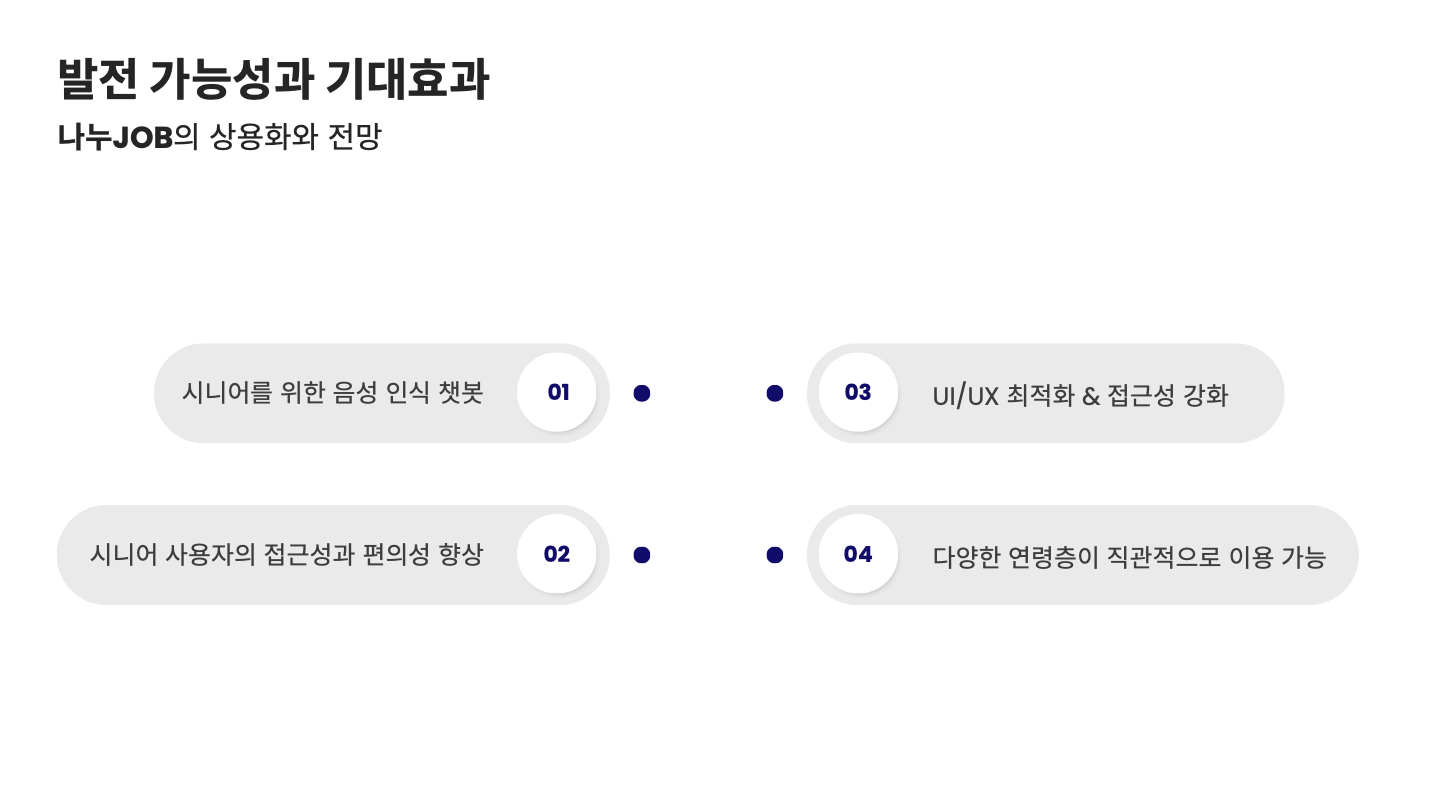 발전 가능성과 기대효과
나누JOB의 상용화와 전망
시니어를 위한 음성 인식 챗봇
01
시니어 사용자의 접근성과 편의성 향상
02
03
UI/UX 최적화 & 접근성 강화
04
다양한 연령층이 직관적으로 이용 가능